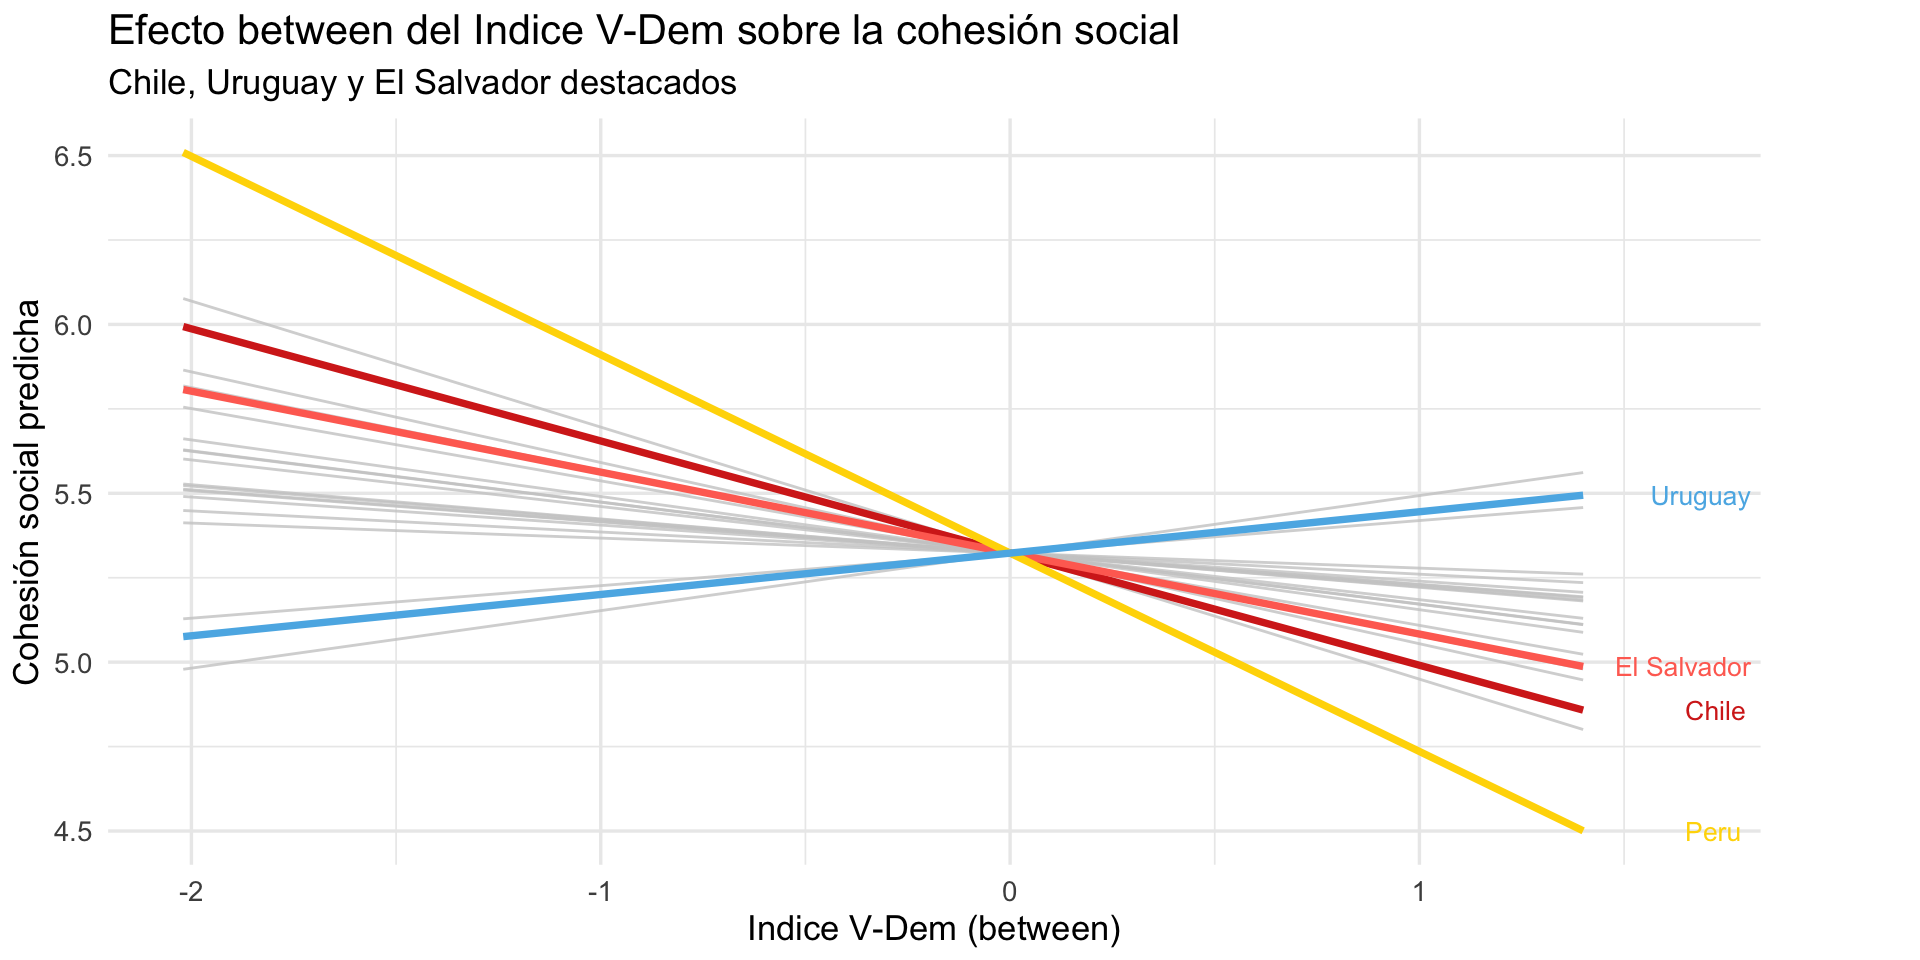 Efecto between del Indice V-Dem sobre la cohesión social
Chile, Uruguay y El Salvador destacados
Cohesión social predicha
6.5
6.0
5.5
5.0
4.5
Uruguay
El Salvador
Chile
Peru
-2
-1
0
1
Indice V-Dem (between)